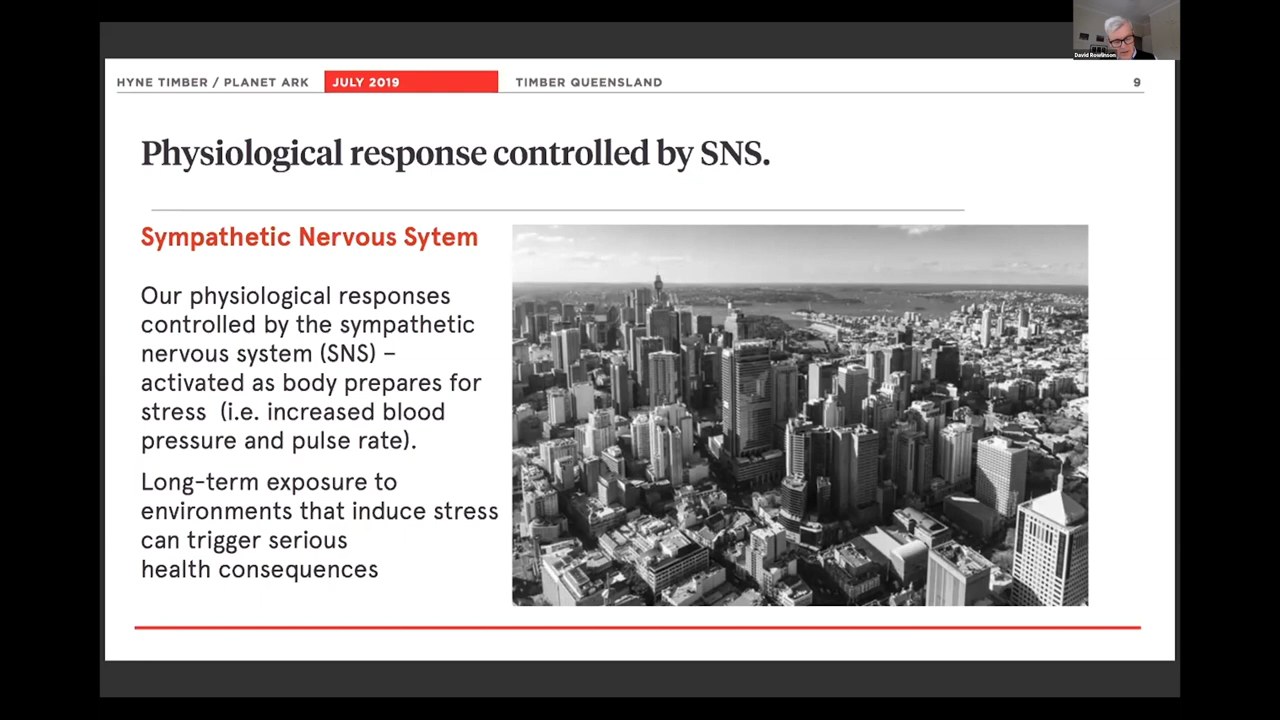 David Rowlinson
HYNE TIMBER / PLANET ARK JULY 2019 TIMBER QUEENSLAND 9
Physiological response controlled by SNS.
Sympathetic Nervous Sytem
Our physiological responses
controlled by the sympathetic
nervous system (SNS) –
activated as body prepares for
stress (i.e. increased blood
pressure and pulse rate).
Long-term exposure to
environments that induce stress
can trigger serious
health consequences